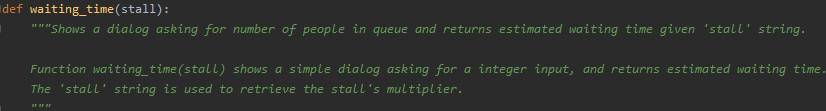 def waiting_time(stall):
"""Shows a dialog asking for number of people in queue and returns estimated waiting time given 'stall' string.
Function waiting_time(stall) shows a simple dialog asking for a integer input, and returns estimated waiting time.
The 'stall' string is used to retrieve the stall's multiplier.
"""